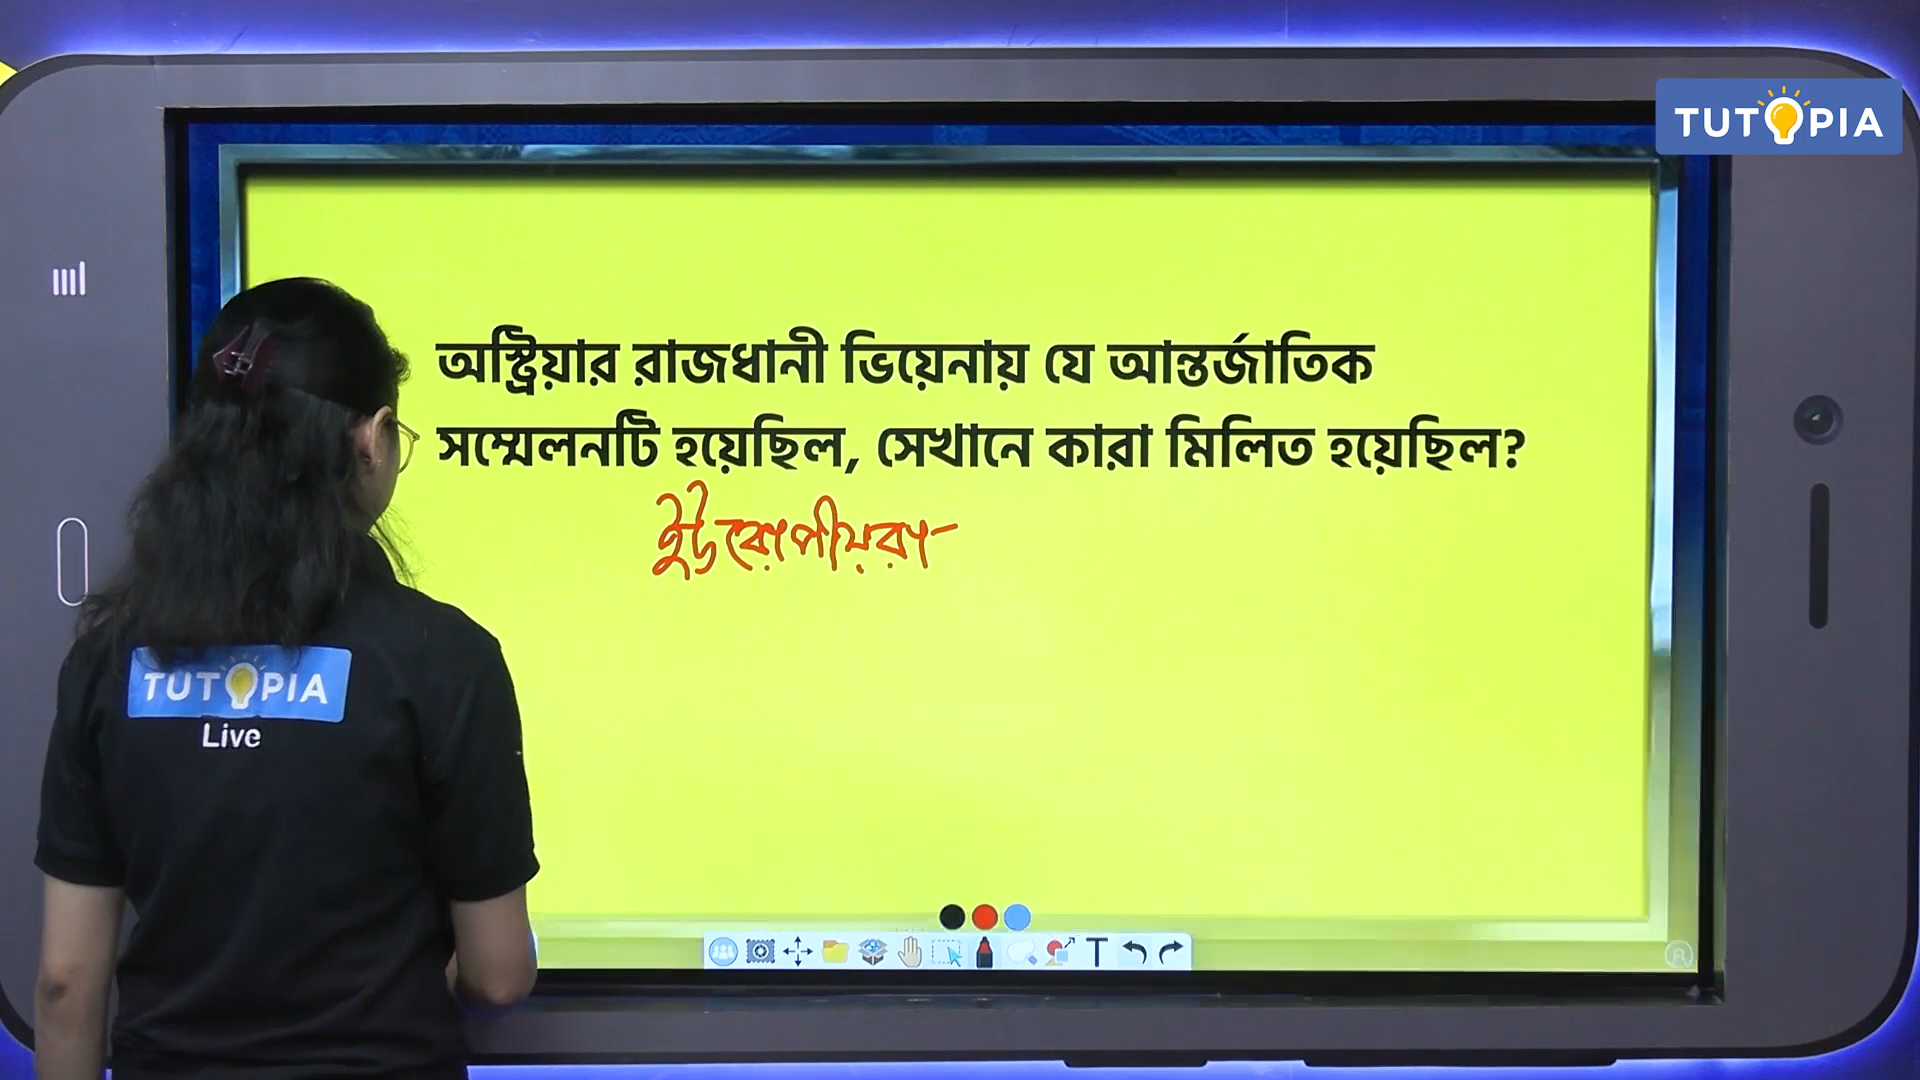 TUTOPIA
অস্ট্রিয়ার রাজধানী ভিয়েনায় যে আন্তর্জাতিক
সম্মেলনটি হয়েছিল, সেখানে কারা মিলিত হয়েছিল?
ইউরোপীয়রা
TUTOPIA
Live
T